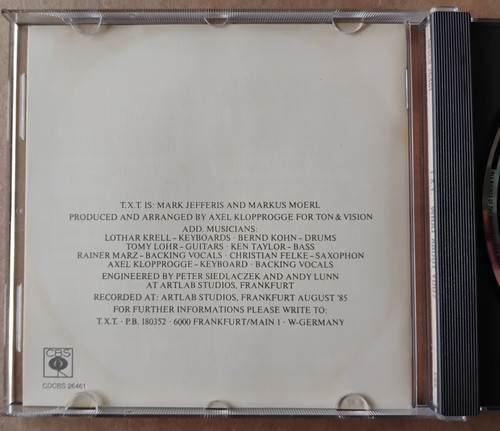 T.X.T. IS: MARK JEFFERIS AND MARKUS MOERL
PRODUCED AND ARRANGED BY AXEL KLOPPROGGE FOR TON & VISION
ADD. MUSICIANS:
LOTHAR KRELL – KEYBOARDS · BERND KOHN – DRUMS
TOMY LOHR – GUITARS · KEN TAYLOR – BASS
RAINER MARZ – BACKING VOCALS · CHRISTIAN FELKE – SAXOPHON
AXEL KLOPPROGGE – KEYBOARD · BACKING VOCALS
ENGINEERED BY PETER SIEDLACZEK AND ANDY LUNN
AT ARTLAB STUDIOS, FRANKFURT
RECORDED AT: ARTLAB STUDIOS, FRANKFURT AUGUST '85
FOR FURTHER INFORMATIONS PLEASE WRITE TO:
T.X.T. · P.B. 180352 · 6000 FRANKFURT/MAIN 1 · W-GERMANY
CBS
CDCBS 26461